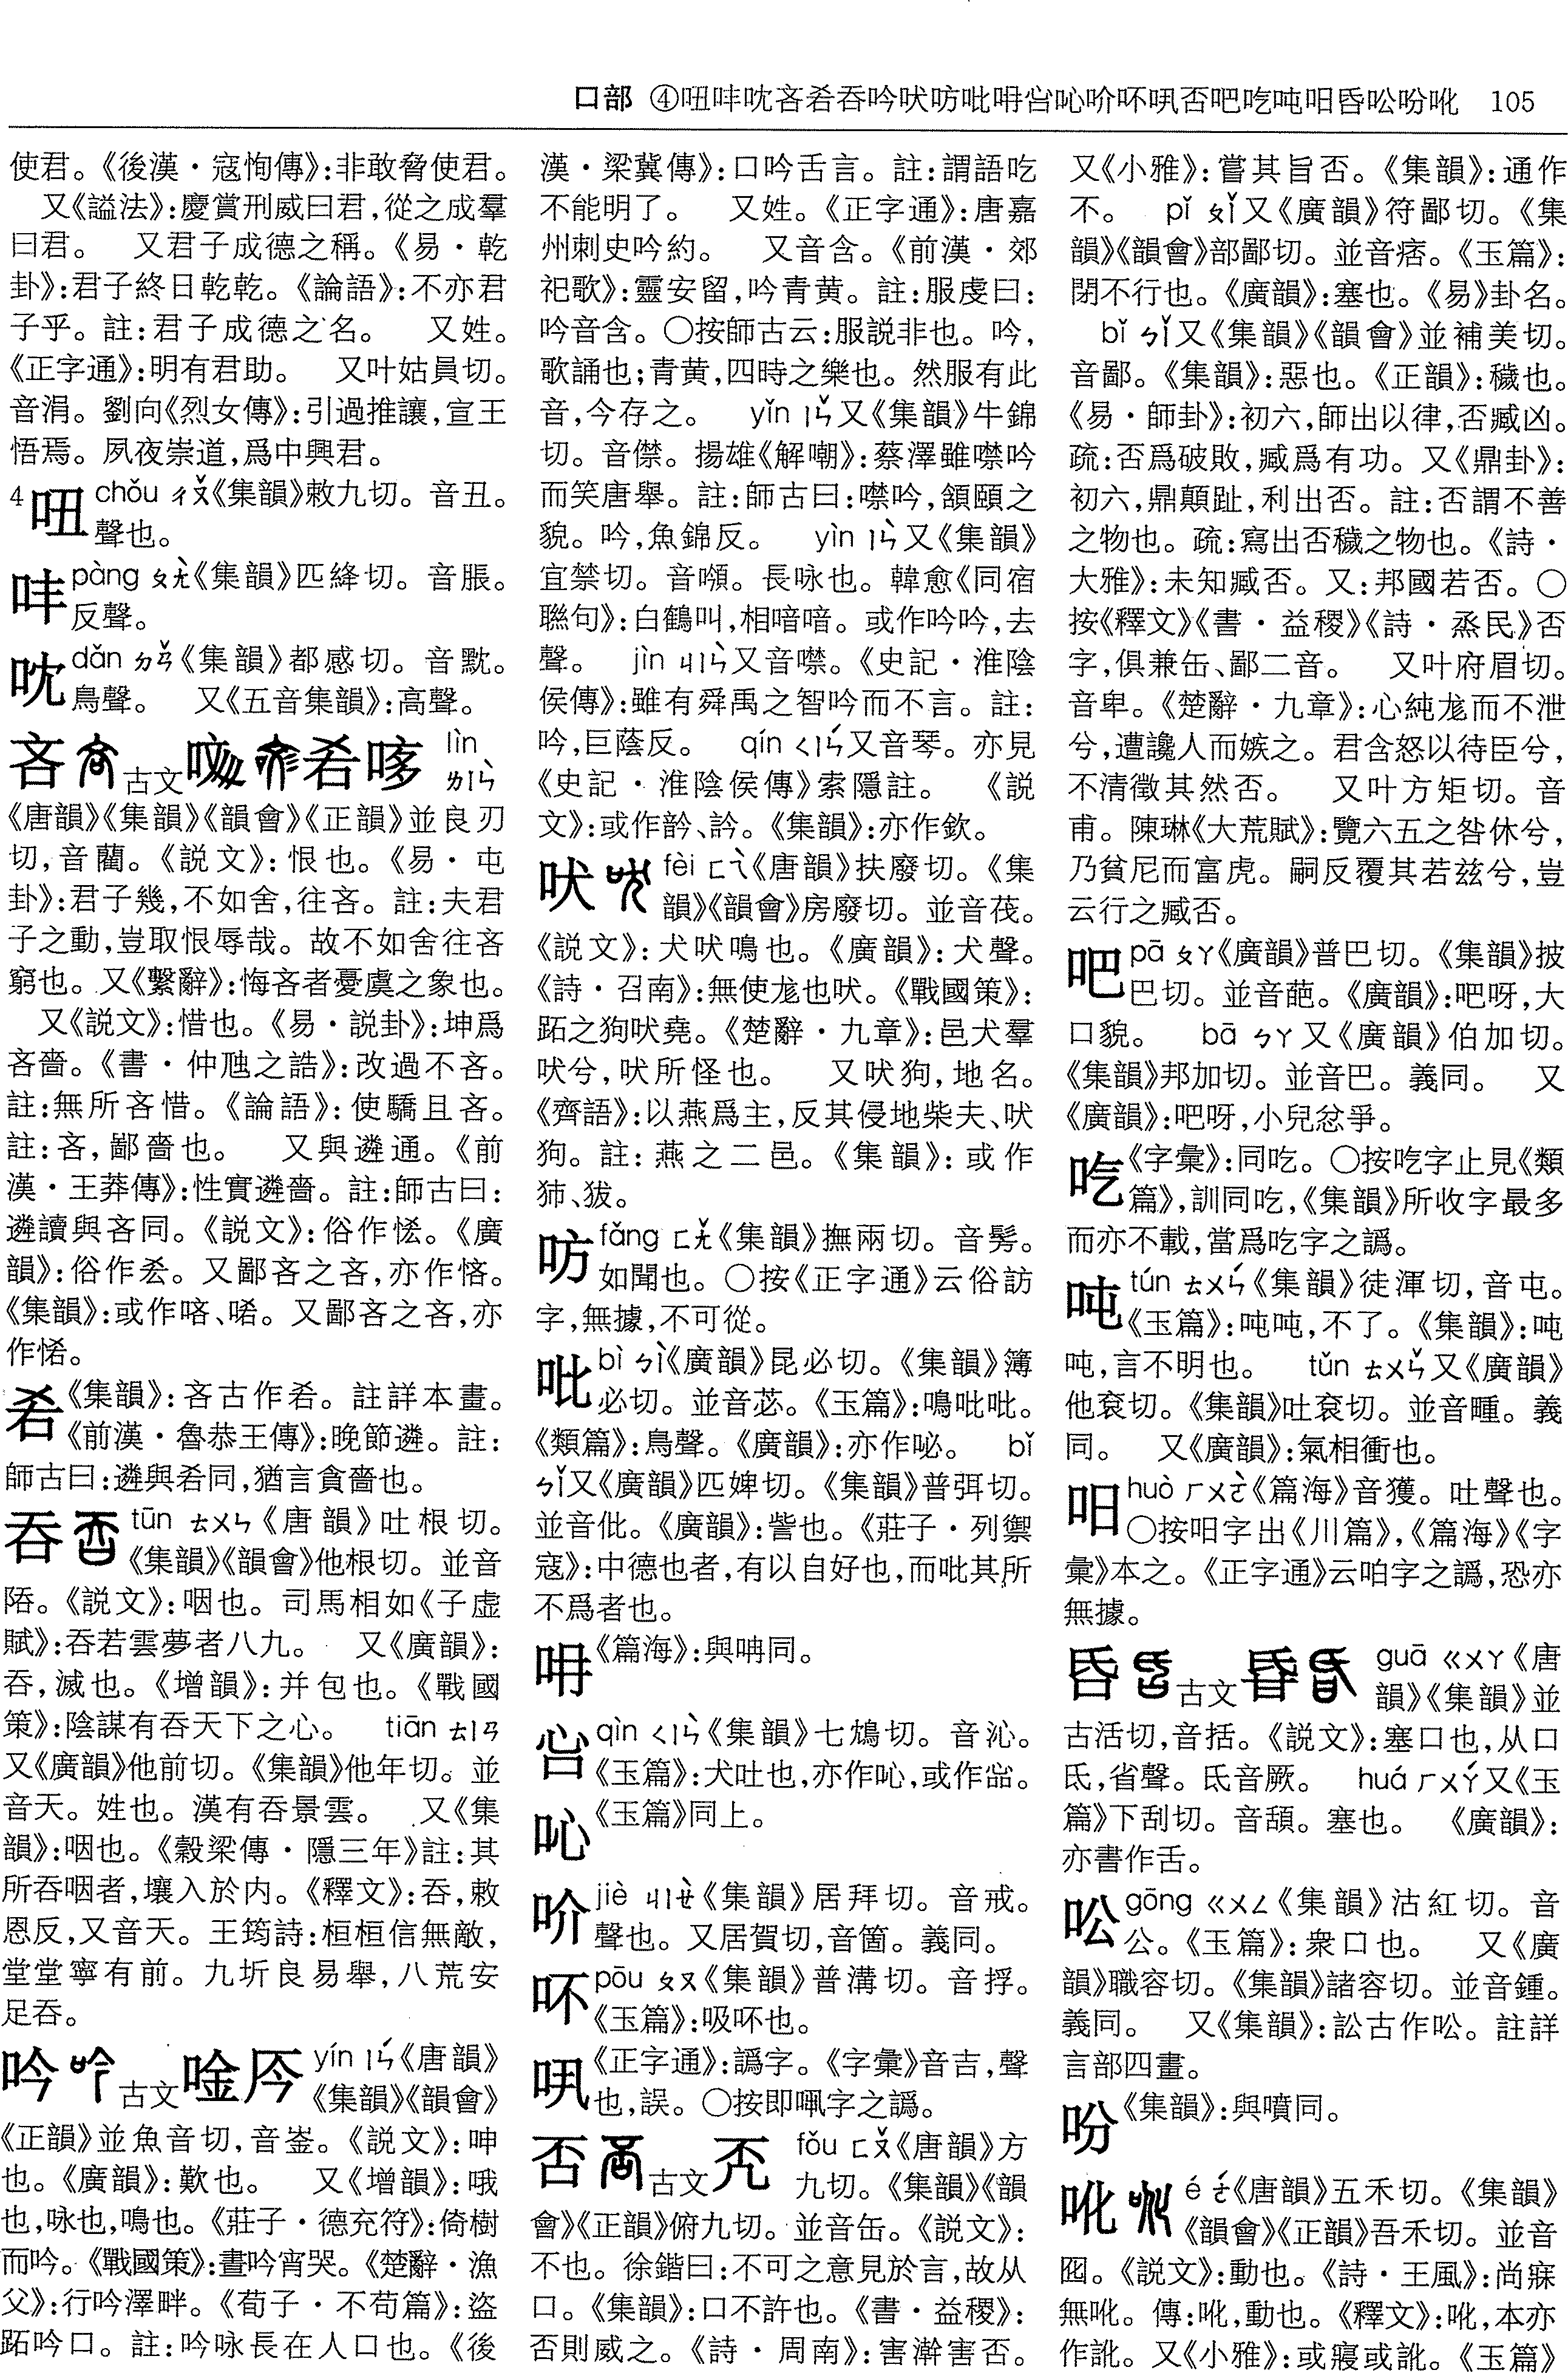 口部 ④吜㕩㕪吝㖁吞吟吠㕫吡呥㕬吣吤吥㕭否吧吃吨呾昏吆吩吪 105
使君。《後漢·寇恂傳》:非敢脅使君。
又《謚法》:慶賞刑威曰君,從之成羣
曰君。 又君子成德之稱。《易·乾
卦》:君子終日乾乾。《論語》:不亦君
子乎。註:君子成德之名。 又姓。
《正字通》:明有君助。 又叶姑員切。
音涓。劉向《烈女傳》:引過推讓,宣王
悟焉。夙夜崇道,爲中興君。
4 吜 chǒu ㄔㄡˇ《集韻》敕九切。音丑。
聲也。
pàng ㄆㄤˋ《集韻》匹絳切。音脹。
反聲。
dǎn ㄉㄢˇ《集韻》都感切。音黕。
鳥聲。 又《五音集韻》:高聲。
吝 古文 lìn
ㄌㄧㄣˋ
《唐韻》《集韻》《韻會》《正韻》並良刃
切,音藺。《説文》:恨也。《易·屯
卦》:君子幾,不如舍,往吝。註:夫君
子之動,豈取恨辱哉。故不如舍往吝
窮也。又《繫辭》:悔吝者憂虞之象也。
又《説文》:惜也。《易·説卦》:坤爲
吝嗇。《書·仲虺之誥》:改過不吝。
註:無所吝惜。《論語》:使驕且吝。
註:吝,鄙嗇也。 又與遴通。《前
漢·王莽傳》:性實遴嗇。註:師古曰:
遴讀與吝同。《説文》:俗作恡。《廣
韻》:俗作㕁。又鄙吝之吝,亦作悋。
《集韻》:或作㖁、唏。又鄙吝之吝,亦
作悕。
《集韻》:吝古作㖁。註詳本畫。
《前漢·魯恭王傳》:晚節遴。註:
師古曰:遴與㖁同,猶言貪嗇也。
吞 tūn ㄊㄨㄣ《唐韻》吐根切。
《集韻》《韻會》他根切。並音
㖔。《説文》:咽也。司馬相如《子虛
賦》:吞若雲夢者八九。 又《廣韻》:
吞,滅也。《增韻》:并包也。《戰國
策》:陰謀有吞天下之心。 tiān ㄊㄧㄢ
又《廣韻》他前切。《集韻》他年切。並
音天。姓也。漢有吞景雲。 又《集
韻》:咽也。《穀梁傳·隱三年》註:其
所吞咽者,壤入於内。《釋文》:吞,敕
恩反,又音天。王筠詩:桓桓信無敵,
堂堂寧有前。九圻良易舉,八荒安
足吞。
吟 古文 唫 yín ㄧㄣˊ《唐韻》
《集韻》《韻會》
《正韻》並魚音切,音崟。《説文》:呻
也。《廣韻》:歎也。 又《增韻》:哦
也,咏也,鳴也。《莊子·德充符》:倚樹
而吟。《戰國策》:晝吟宵哭。《楚辭·漁
父》:行吟澤畔。《荀子·不苟篇》:盜
跖吟口。註:吟咏長在人口也。《後
漢·梁冀傳》:口吟舌言。註:謂語吃
不能明了。 又姓。《正字通》:唐嘉
州刺史吟約。 又音含。《前漢·郊
祀歌》:靈安留,吟青黄。註:服虔曰:
吟音含。○按師古云:服説非也。吟,
歌誦也;青黄,四時之樂也。然服有此
音,今存之。 yǐn ㄧㄣˇ又《集韻》牛錦
切。音僸。揚雄《解嘲》:蔡澤雖噤吟
而笑唐舉。註:師古曰:噤吟,頷頤之
貌。吟,魚錦反。 yìn ㄧㄣˋ又《集韻》
宜禁切。音㱃。長咏也。韓愈《同宿
聯句》:白鶴叫,相喑喑。或作吟吟,去
聲。 jìn ㄐㄧㄣˋ又音噤。《史記·淮陰
侯傳》:雖有舜禹之智吟而不言。註:
吟,巨蔭反。 qín ㄑㄧㄣˊ又音琴。亦見
《史記·淮陰侯傳》索隱註。 《説
文》:或作訡、䪩。《集韻》:亦作欽。
吠 fèi ㄈㄟˋ《唐韻》扶廢切。《集
韻》《韻會》房廢切。並音茷。
《説文》:犬吠鳴也。《廣韻》:犬聲。
《詩·召南》:無使尨也吠。《戰國策》:
跖之狗吠堯。《楚辭·九章》:邑犬羣
吠兮,吠所怪也。 又吠狗,地名。
《齊語》:以燕爲主,反其侵地柴夫、吠
狗。註:燕之二邑。《集韻》:或作
犻、㹎。
㕫 fǎng ㄈㄤˇ《集韻》撫兩切。音髣。
如聞也。○按《正字通》云俗訪
字,無據,不可從。
吡 bì ㄅㄧˋ《廣韻》毘必切。《集韻》簿
必切。並音苾。《玉篇》:鳴吡吡。
《類篇》:鳥聲。《廣韻》:亦作咇。 bǐ
ㄅㄧˇ又《廣韻》匹婢切。《集韻》普弭切。
並音仳。《廣韻》:訾也。《莊子·列禦
寇》:中德也者,有以自好也,而吡其所
不爲者也。
《篇海》:與呥同。
qìn ㄑㄧㄣˋ《集韻》七鴆切。音沁。
《玉篇》:犬吐也,亦作吣,或作㕹。
吣 《玉篇》同上。
吤 jiè ㄐㄧㄝˋ《集韻》居拜切。音戒。
聲也。又居賀切,音箇。義同。
吥 pōu ㄆㄡ《集韻》普溝切。音捊。
《玉篇》:吸吥也。
《正字通》:譌字。《字彙》音吉,聲
也,誤。○按即㖑字之譌。
否 古文 fǒu ㄈㄡˇ《唐韻》方
九切。《集韻》《韻
會》《正韻》俯九切。並音缶。《説文》:
不也。徐鍇曰:不可之意見於言,故从
口。《集韻》:口不許也。《書·益稷》:
否則威之。《詩·周南》:害澣害否。
又《小雅》:嘗其旨否。《集韻》:通作
不。 pǐ ㄆㄧˇ又《廣韻》符鄙切。《集
韻》《韻會》部鄙切。並音痞。《玉篇》:
閉不行也。《廣韻》:塞也。《易》卦名。
bǐ ㄅㄧˇ又《集韻》《韻會》並補美切。
音鄙。《集韻》:惡也。《正韻》:穢也。
《易·師卦》:初六,師出以律,否臧凶。
疏:否爲破敗,臧爲有功。又《鼎卦》:
初六,鼎顛趾,利出否。註:否謂不善
之物也。疏:寫出否穢之物也。《詩·
大雅》:未知臧否。又:邦國若否。○
按《釋文》《書·益稷》《詩·烝民》否
字,俱兼缶、鄙二音。 又叶府眉切。
音卑。《楚辭·九章》:心純尨而不泄
兮,遭讒人而嫉之。君含怒以待臣兮,
不清徵其然否。 又叶方矩切。音
甫。陳琳《大荒賦》:覽六五之咎休兮,
乃貧尼而富虎。嗣反覆其若兹兮,豈
云行之臧否。
吧 pā ㄆㄚ《廣韻》普巴切。《集韻》披
巴切。並音葩。《廣韻》:吧呀,大
口貌。 bā ㄅㄚ又《廣韻》伯加切。
《集韻》邦加切。並音巴。義同。 又
《廣韻》:吧呀,小兒忿爭。
《字彙》:同吃。○按吃字止見《類
篇》,訓同吃,《集韻》所收字最多
而亦不載,當爲吃字之譌。
吨 tún ㄊㄨㄣˊ《集韻》徒渾切,音屯。
《玉篇》:吨吨,不了。《集韻》:吨
吨,言不明也。 tǔn ㄊㄨㄣˇ又《廣韻》
他袞切。《集韻》吐袞切。並音畽。義
同。 又《廣韻》:氣相衝也。
huò ㄏㄨㄛˋ《篇海》音獲。吐聲也。
○按㕵字出《川篇》,《篇海》《字
彙》本之。《正字通》云咱字之譌,恐亦
無據。
古文 guā ㄍㄨㄚ《唐
韻》《集韻》並
古活切,音括。《説文》:塞口也,从口
氏,省聲。氏音厥。 huá ㄏㄨㄚˊ又《玉
篇》下刮切。音頢。塞也。 《廣韻》:
亦書作舌。
吆 gōng ㄍㄨㄥ《集韻》沽紅切。音
公。《玉篇》:衆口也。 又《廣
韻》職容切。《集韻》諸容切。並音鍾。
義同。 又《集韻》:訟古作㕬。註詳
言部四畫。
吩 《集韻》:與噴同。
吪 é ㄜˊ《唐韻》五禾切。《集韻》
《韻會》《正韻》吾禾切。並音
囮。《説文》:動也。《詩·王風》:尚寐
無吪。傳:吪,動也。《釋文》:吪,本亦
作訛。又《小雅》:或寢或訛。《玉篇》